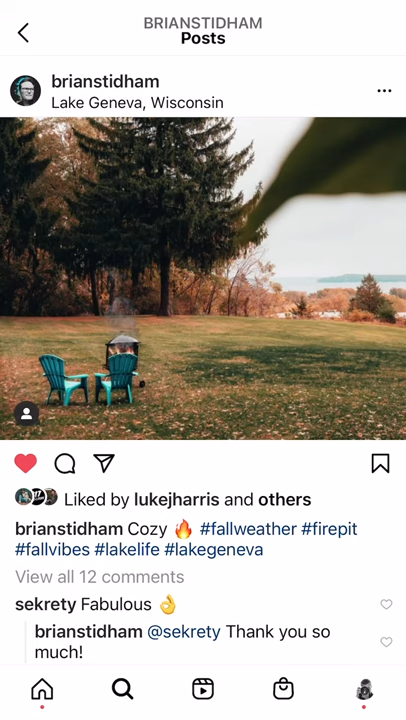 BRIANSTIDHAM
Posts
brianstidham
Lake Geneva, Wisconsin
Liked by lukejharris and others
brianstidham Cozy 🔥 #fallweather #firepit
#fallvibes #lakelife #lakegeneva
View all 12 comments
sekrety Fabulous 👌
brianstidham @sekrety Thank you so
much!